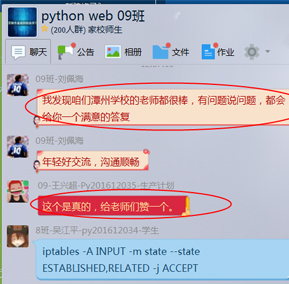 python web 09班
(200人群) 家校师生
聊天 公告 相册 文件 作业
09班-刘佩海
我发现咱们潭州学校的老师都很棒，有问题说问题，都会
给你一个满意的答复
09班-刘佩海
年轻好交流，沟通顺畅
09-王兴超-Py201612035-生产计划
这个是真的，给老师们赞一个。
8班-吴江平-py201612034-学生
iptables -A INPUT -m state --state
ESTABLISHED,RELATED -j ACCEPT